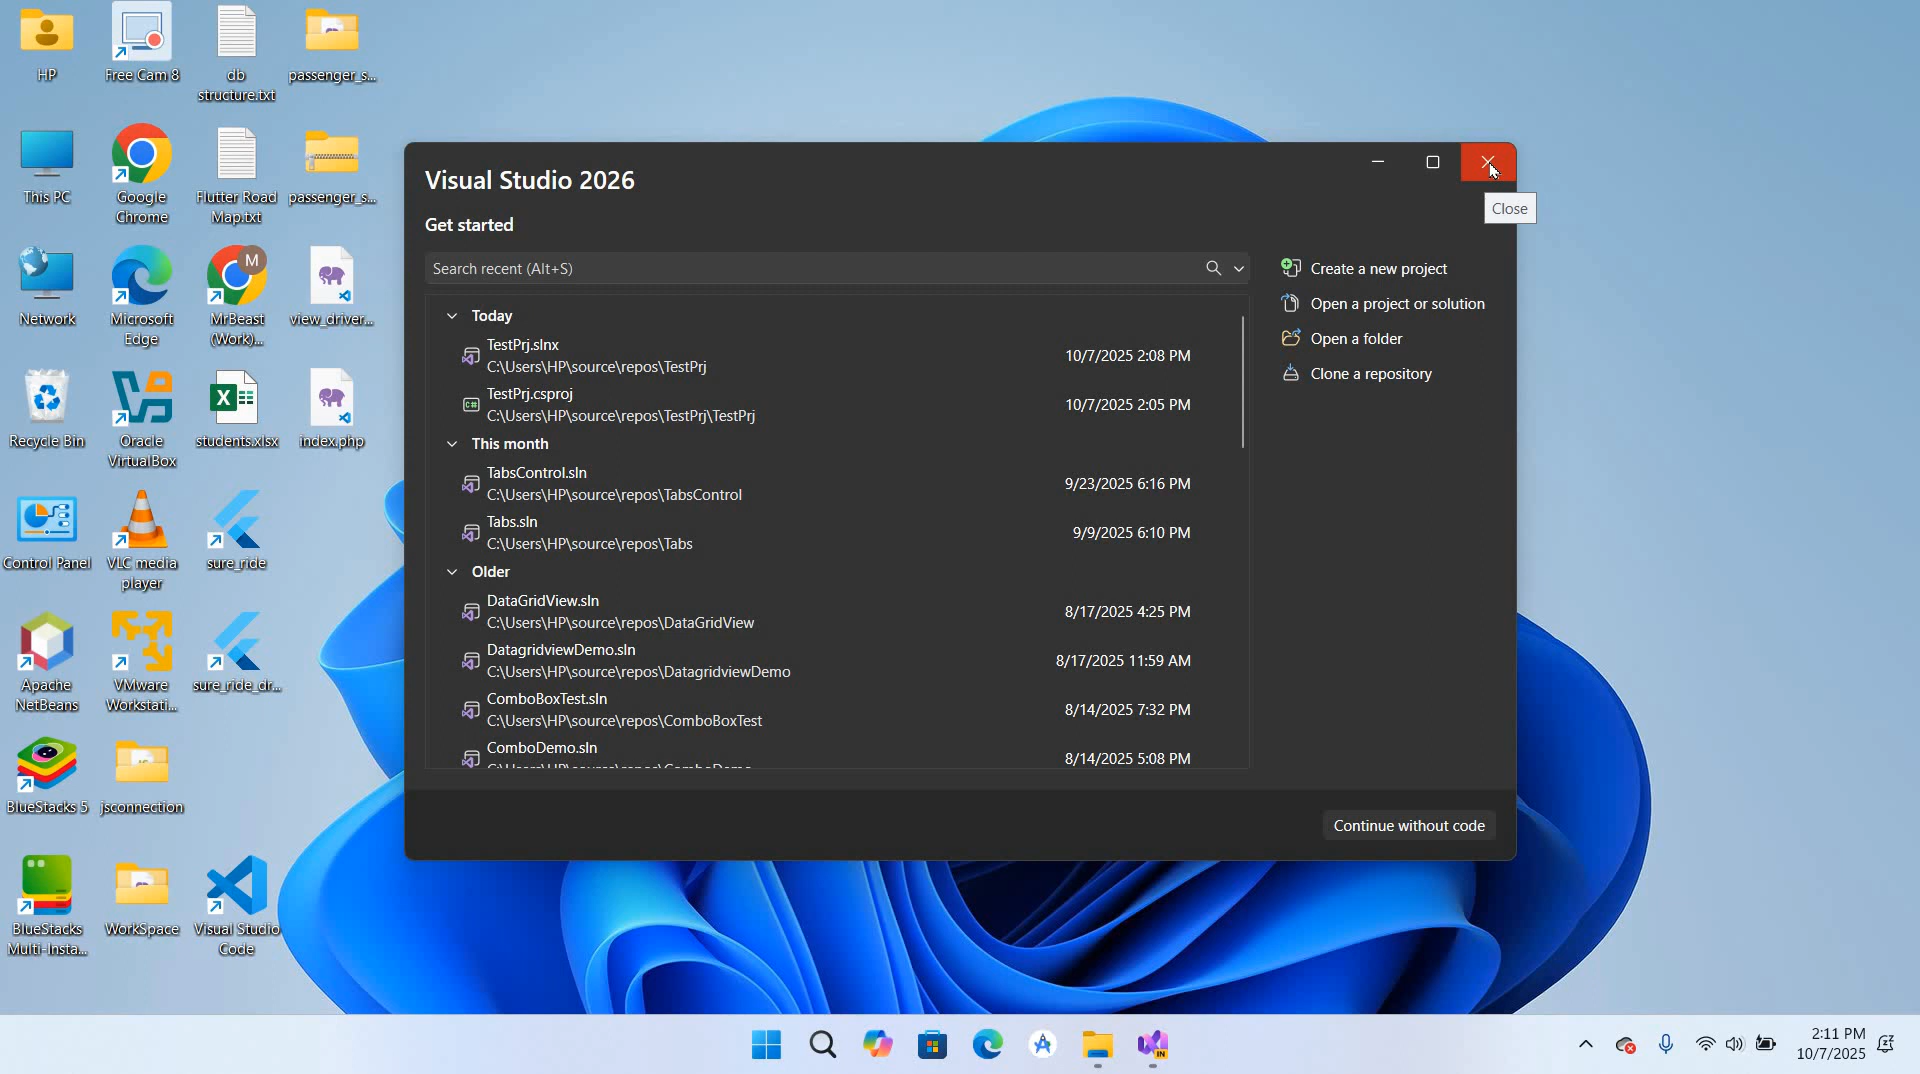 HP
Free Cam 8
db
structure.txt
passenger_s...
This PC
Google
Chrome
Flutter Road
Map.txt
passenger_s...
Network
Microsoft
Edge
M
MrBeast
(Work)...
view_driver...
Recycle Bin
Oracle
VirtualBox
students.xlsx
index.php
Control Panel
VLC media
player
sure_ride
Apache
NetBeans
VMware
Workstati...
sure_ride_dr...
BlueStacks 5
jsconnection
BlueStacks
Multi-Insta...
WorkSpace
Visual Studio
Code
Visual Studio 2026
Close
Get started
Search recent (Alt+S)
Today
TestPrj.slnx
10/7/2025 2:08 PM
C:\Users\HP\source\repos\TestPrj
TestPrj.csproj
10/7/2025 2:05 PM
C:\Users\HP\source\repos\TestPrj\TestPrj
This month
TabsControl.sln
9/23/2025 6:16 PM
C:\Users\HP\source\repos\TabsControl
Tabs.sln
9/9/2025 6:10 PM
C:\Users\HP\source\repos\Tabs
Older
DataGridView.sln
8/17/2025 4:25 PM
C:\Users\HP\source\repos\DataGridView
DatagridviewDemo.sln
8/17/2025 11:59 AM
C:\Users\HP\source\repos\DatagridviewDemo
ComboBoxTest.sln
8/14/2025 7:32 PM
C:\Users\HP\source\repos\ComboBoxTest
ComboDemo.sln
8/14/2025 5:08 PM
Create a new project
Open a project or solution
Open a folder
Clone a repository
Continue without code
2:11 PM
10/7/2025